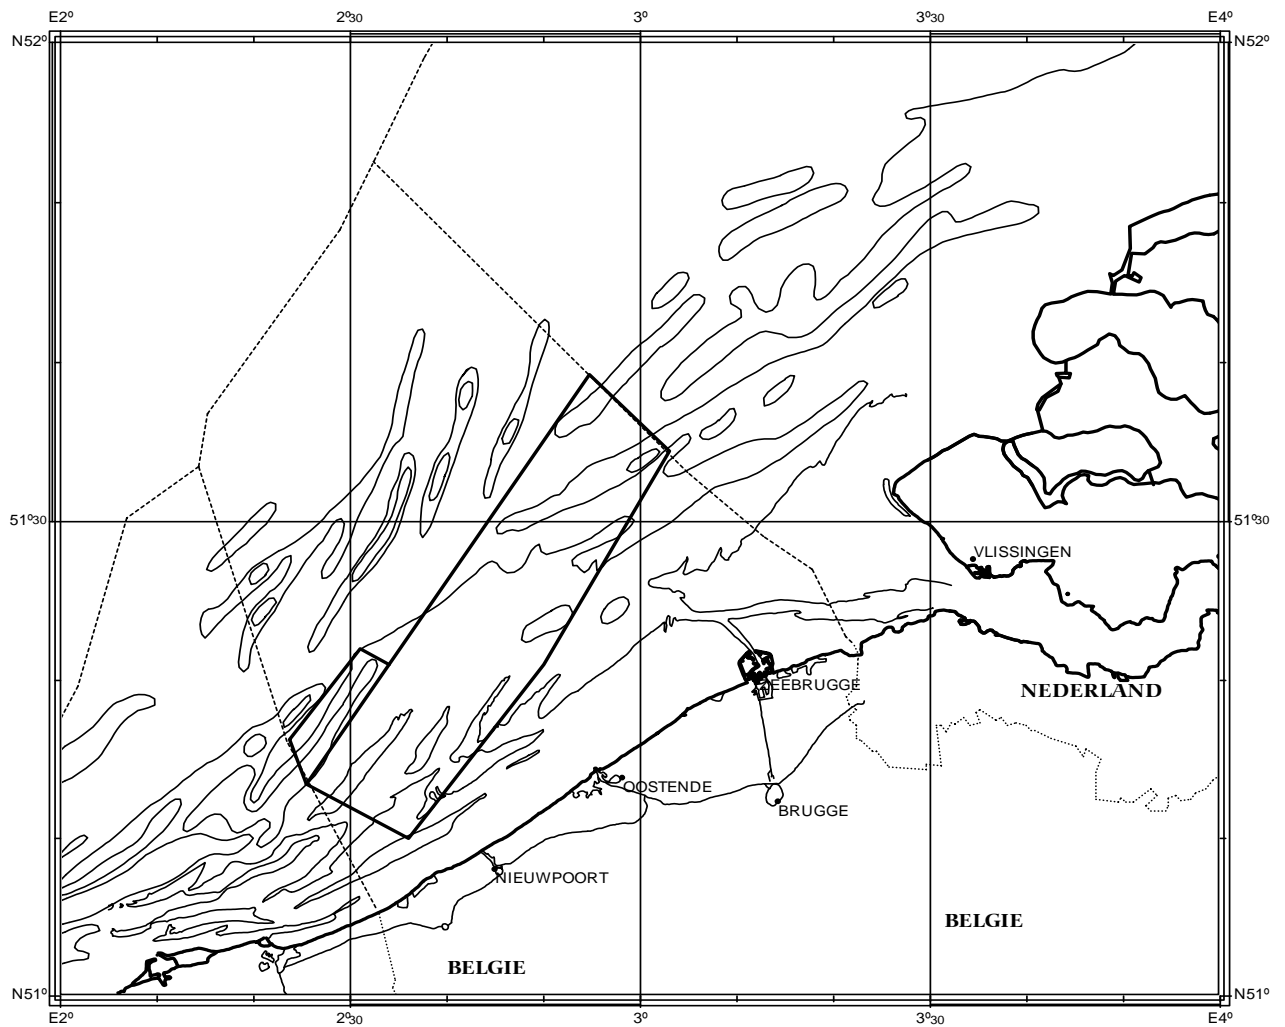 E2º 2º30 3º 3º30 E4º
N52º N52º
51º30 51º30
VLISSINGEN
ZEEBRUGGE
NEDERLAND
OOSTENDE
BRUGGE
NIEUWPOORT
BELGIE
BELGIE
N51º N51º
E2º 2º30 3º 3º30 E4º